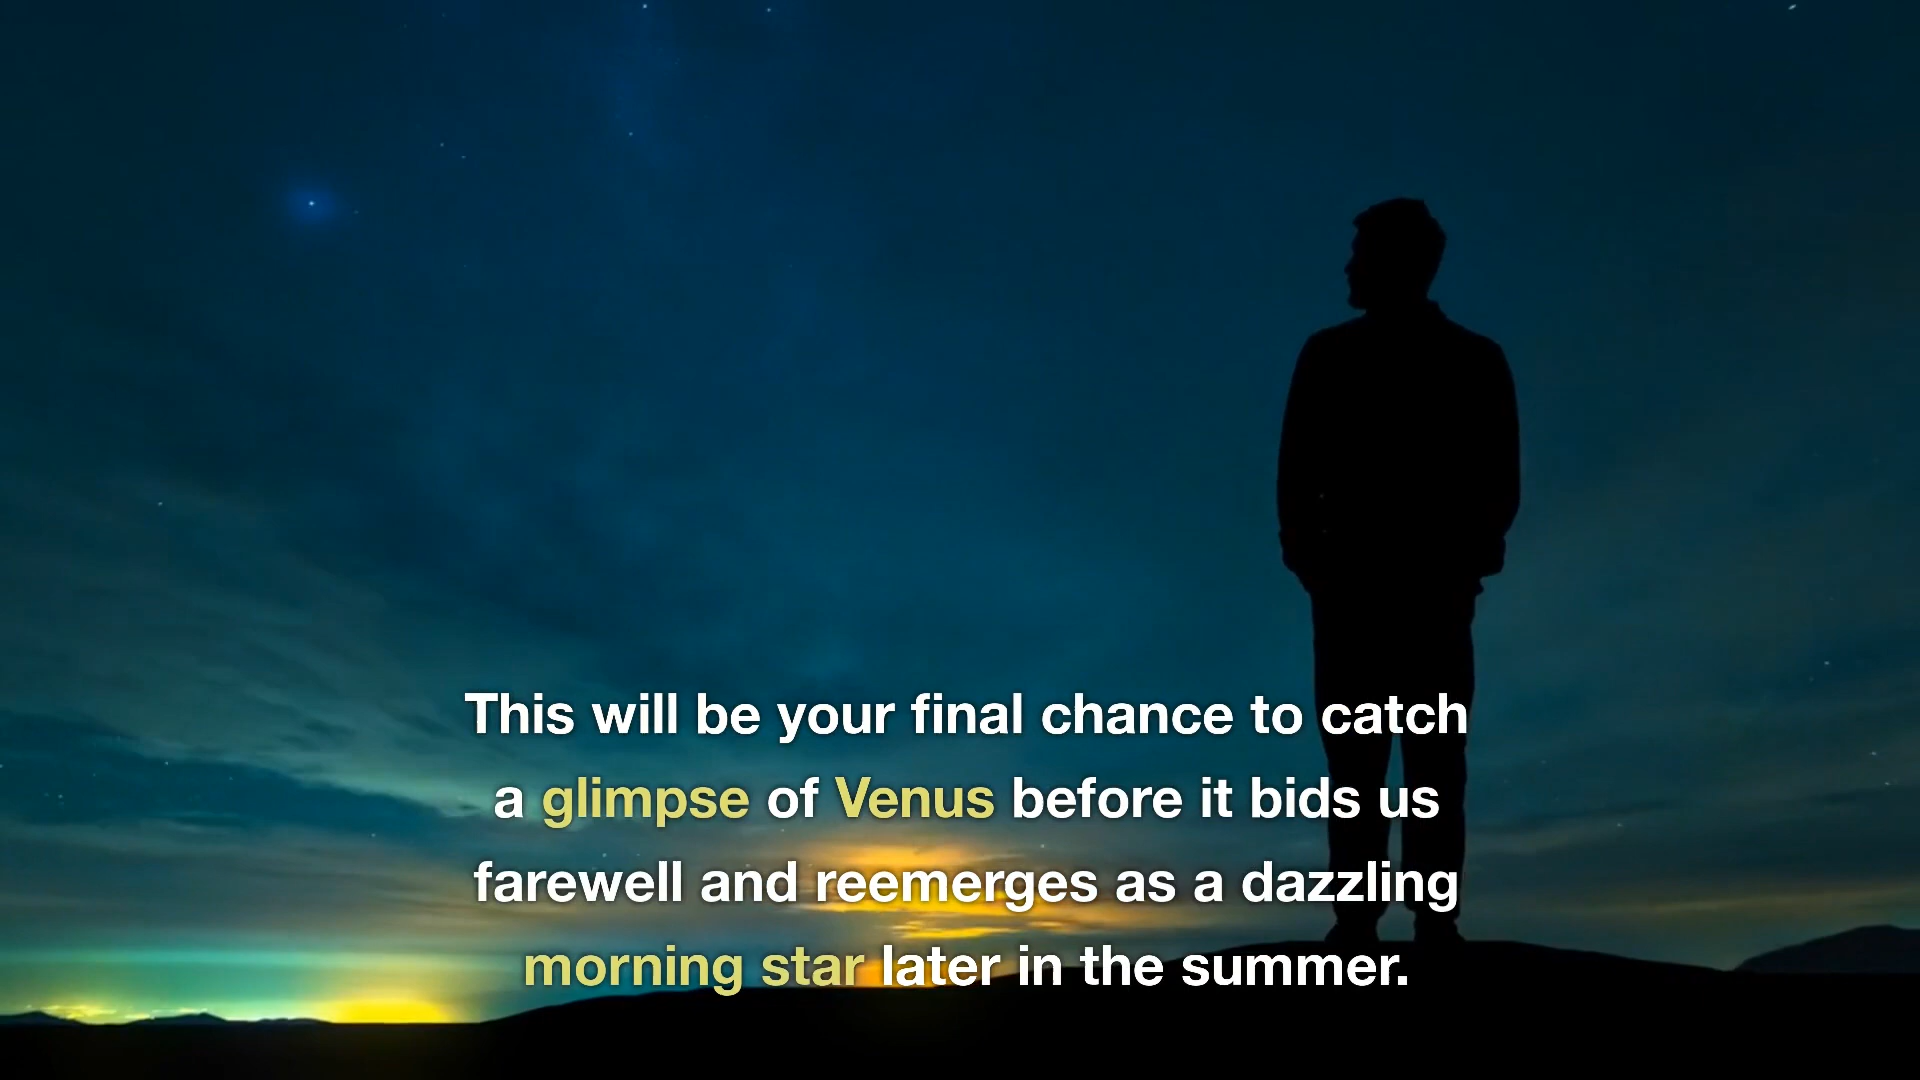 This will be your final chance to catch
a glimpse of Venus before it bids us
farewell and reemerges as a dazzling
morning star later in the summer.